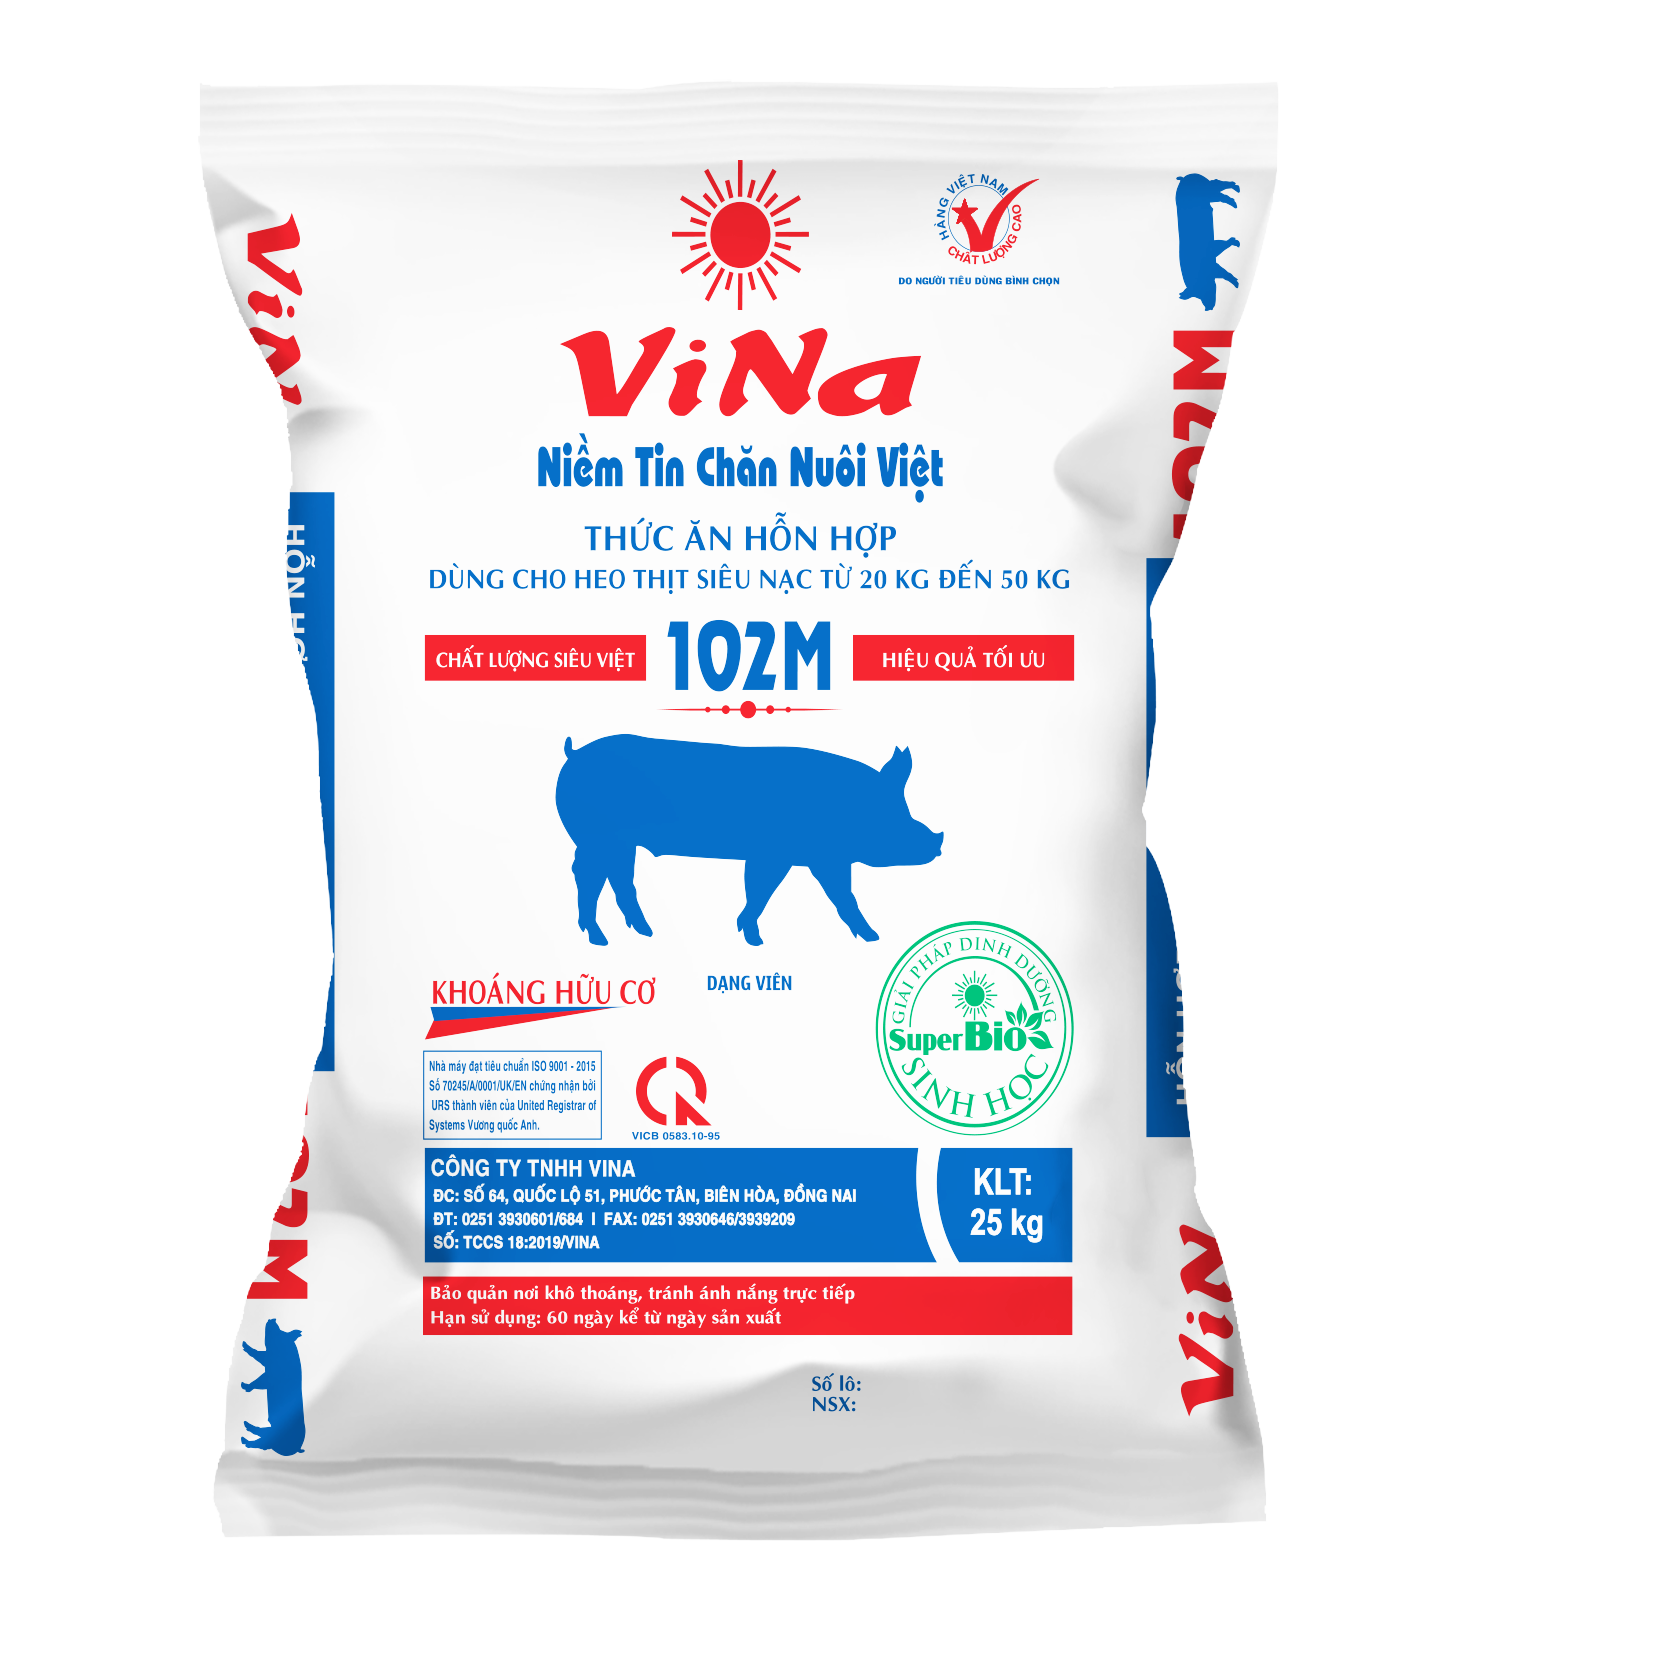 HÀNG VIỆT NAM
CHẤT LƯỢNG CAO
DO NGƯỜI TIÊU DÙNG BÌNH CHỌN
ViNa
Niềm Tin Chăn Nuôi Việt
THỨC ĂN HỖN HỢP
DÙNG CHO HEO THỊT SIÊU NẠC TỪ 20 KG ĐẾN 50 KG
CHẤT LƯỢNG SIÊU VIỆT
102M
HIỆU QUẢ TỐI ƯU
KHOÁNG HỮU CƠ
DẠNG VIÊN
GIẢI PHÁP DINH DƯỠNG
SuperBio
SINH HỌC
Nhà máy đạt tiêu chuẩn ISO 9001 - 2015
Số 70245/A/0001/UK/EN chứng nhận bởi
URS thành viên của United Registrar of
Systems Vương quốc Anh.
VICB 0583.10-95
CÔNG TY TNHH VINA
ĐC: SỐ 64, QUỐC LỘ 51, PHƯỚC TÂN, BIÊN HÒA, ĐỒNG NAI
ĐT: 0251 3930601/684 I FAX: 0251 3930646/3939209
SỐ: TCCS 18:2019/VINA
KLT:
25 kg
Bảo quản nơi khô thoáng, tránh ánh nắng trực tiếp
Hạn sử dụng: 60 ngày kể từ ngày sản xuất
Số lô:
NSX:
102M
HỖN
ViN